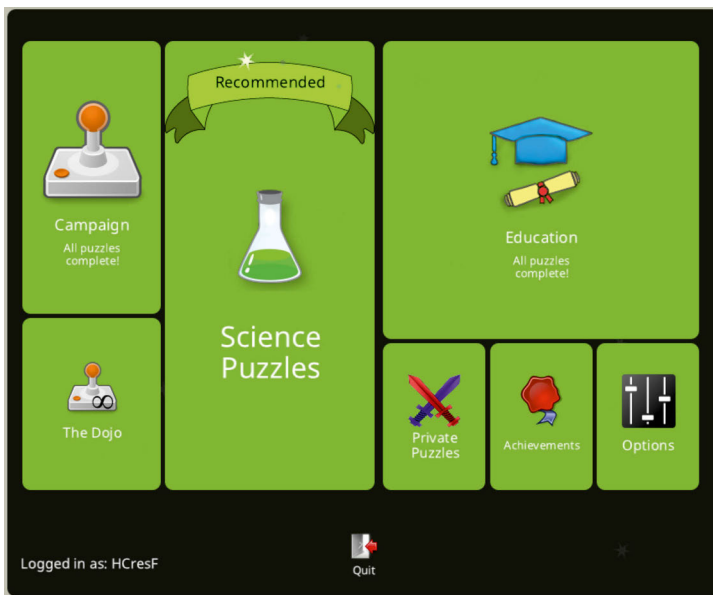 Recommended
Campaign
All puzzles
complete!
Science
Puzzles
Education
All puzzles
complete!
The Dojo
Private
Puzzles
Achievements
Options
Logged in as: HCresF
Quit